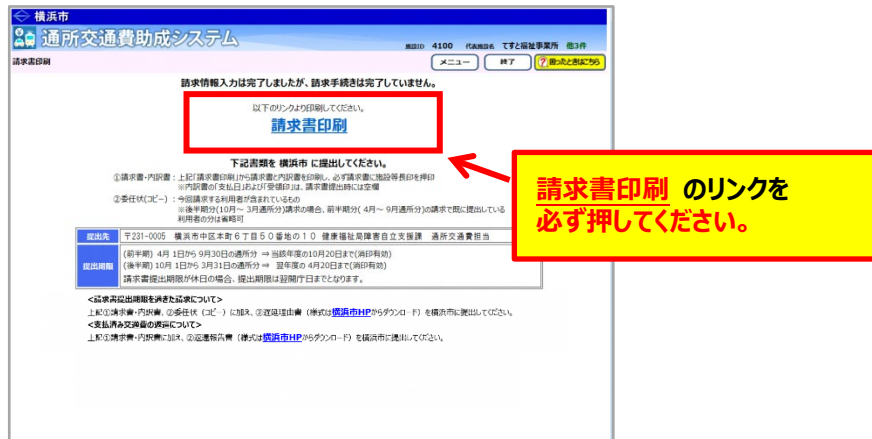 横浜市
通所交通費助成システム
施設ID 4100 代表施設名 てすと福祉事業所 他3件
請求書印刷
メニュー 終了 ?困ったときはこちら
請求情報入力は完了しましたが、請求手続きは完了していません。
以下のリンクより印刷してください。
請求書印刷
下記書類を 横浜市 に提出してください。
①請求書・内訳書：上記「請求書印刷」から請求書と内訳書を印刷し、必ず請求書に施設等長印を押印
※内訳書の「支払日」および「受領印」は、請求書提出時には空欄
②委任状(コピー)：今回請求する利用者が含まれているもの
※後半期分(10月～ 3月通所分)請求の場合、前半期分( 4月～ 9月通所分)の請求で既に提出している
利用者の分は省略可
提出先 〒231-0005 横浜市中区本町６丁目５０番地の１０ 健康福祉局障害自立支援課 通所交通費担当
提出期限
(前半期) 4月 1日から 9月30日の通所分 ⇒ 当該年度の10月20日まで(消印有効)
(後半期) 10月 1日から 3月31日の通所分 ⇒ 翌年度の 4月20日まで(消印有効)
請求書提出期限が休日の場合、提出期限は翌開庁日までとなります。
<請求書提出期限を過ぎた請求について>
上記①請求書・内訳書、②委任状（コピー）に加え、③遅延理由書（様式は横浜市HPからダウンロード）を横浜市に提出してください。
<支払済み交通費の返還について>
上記①請求書・内訳書に加え、③返還報告書（様式は横浜市HPからダウンロード）を横浜市に提出してください。
請求書印刷 のリンクを
必ず押してください。